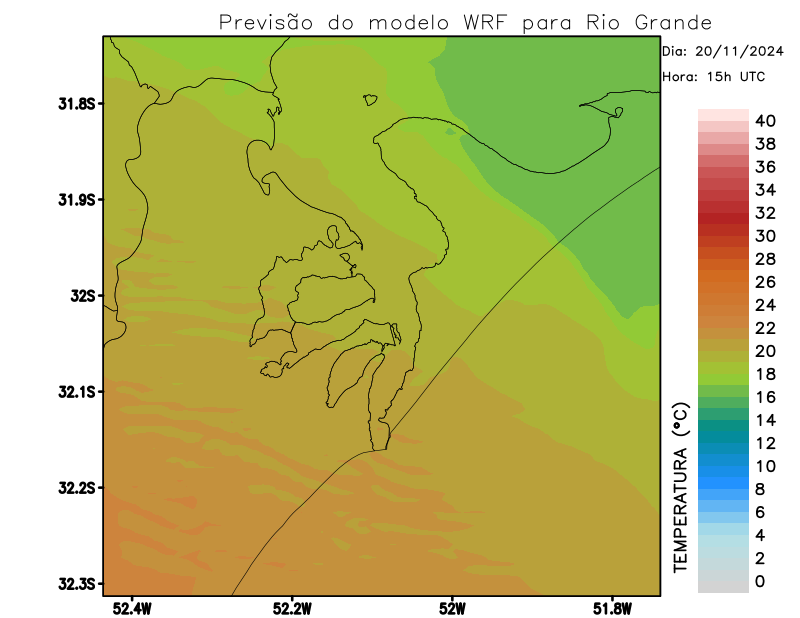 Previsão do modelo WRF para Rio Grande
Dia: 20/11/2024
Hora: 15h UTC
31.8S
31.9S
32S
32.1S
32.2S
32.3S
52.4W
52.2W
52W
51.8W
TEMPERATURA (°C)
40
38
36
34
32
30
28
26
24
22
20
18
16
14
12
10
8
6
4
2
0